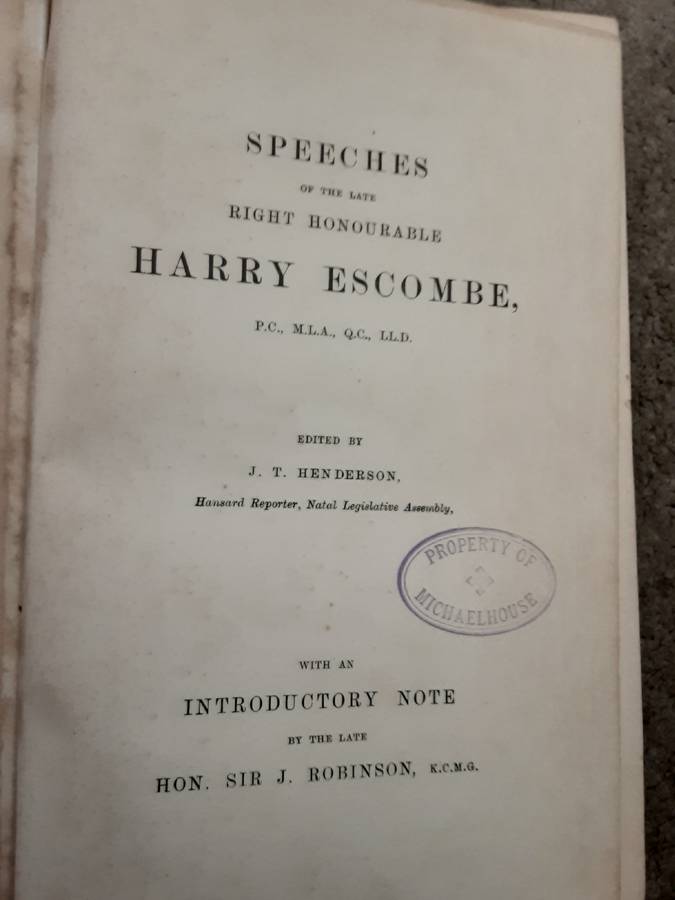 SPEECHES
OF THE LATE
RIGHT HONOURABLE
HARRY ESCOMBE,
P.C., M.L.A., Q.C., LL.D.
EDITED BY
J. T. HENDERSON,
Hansard Reporter, Natal Legislative Assembly,
PROPERTY OF
MICHAELHOUSE
WITH AN
INTRODUCTORY NOTE
BY THE LATE
HON. SIR J. ROBINSON, K.C.M.G.